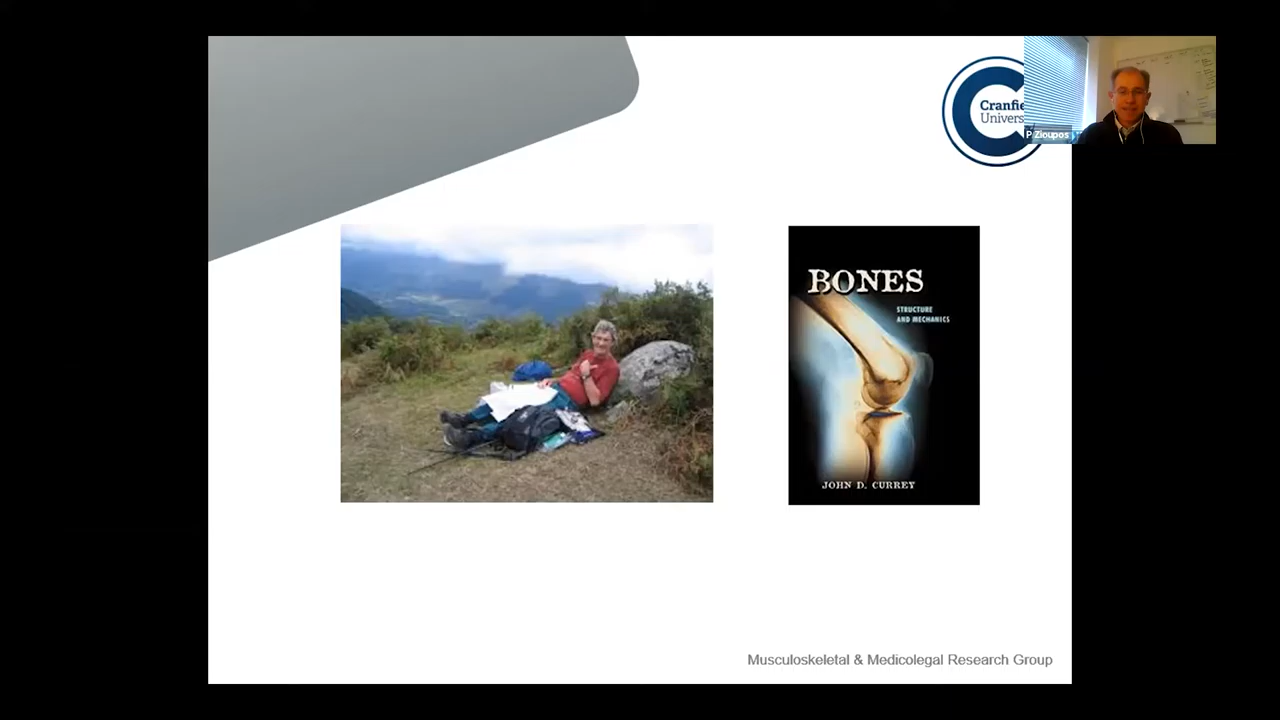 Cranfie
Univers
P Zioupos
BONES
STRUCTURE
AND MECHANICS
JOHN D. CURREY
Musculoskeletal & Medicolegal Research Group